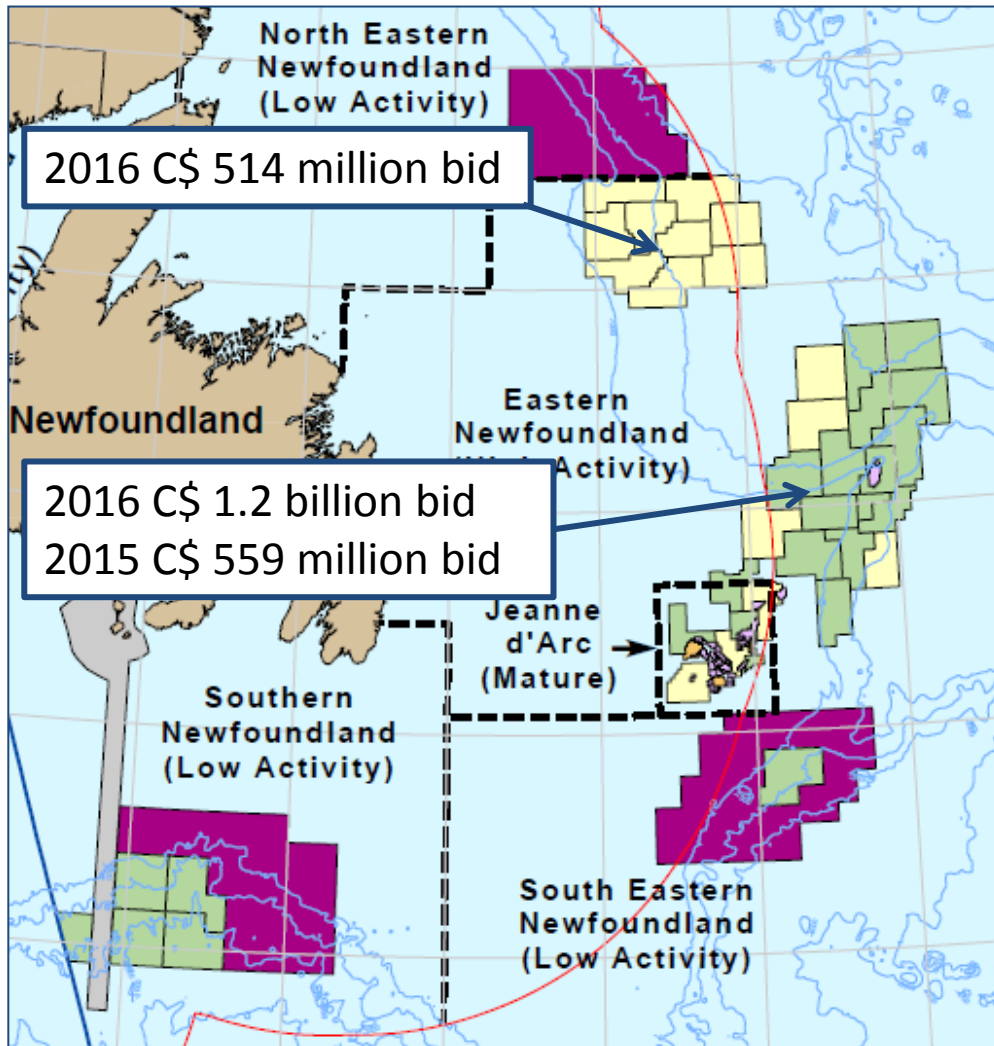 North Eastern
Newfoundland
(Low Activity)
2016 C$ 514 million bid
Newfoundland
Eastern
Newfoundland
Activity)
2016 C$ 1.2 billion bid
2015 C$ 559 million bid
Jeanne
d'Arc
(Mature)
Southern
Newfoundland
(Low Activity)
South Eastern
Newfoundland
(Low Activity)